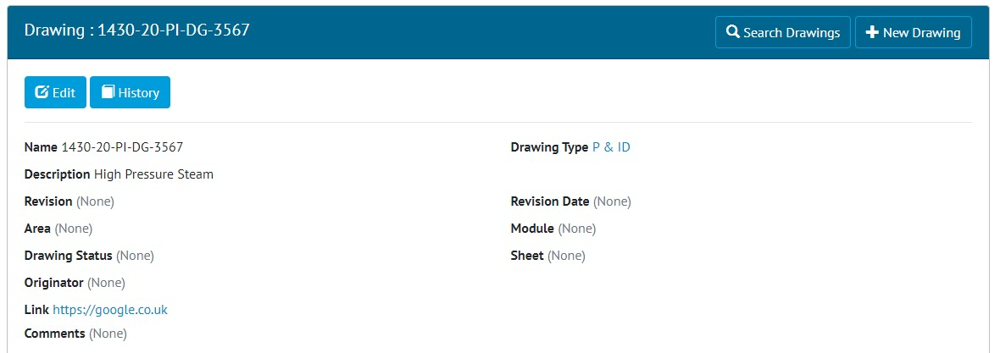 Drawing : 1430-20-PI-DG-3567
Search Drawings
New Drawing
Edit
History
Name 1430-20-PI-DG-3567
Drawing Type P & ID
Description High Pressure Steam
Revision (None)
Revision Date (None)
Area (None)
Module (None)
Drawing Status (None)
Sheet (None)
Originator (None)
Link https://google.co.uk
Comments (None)